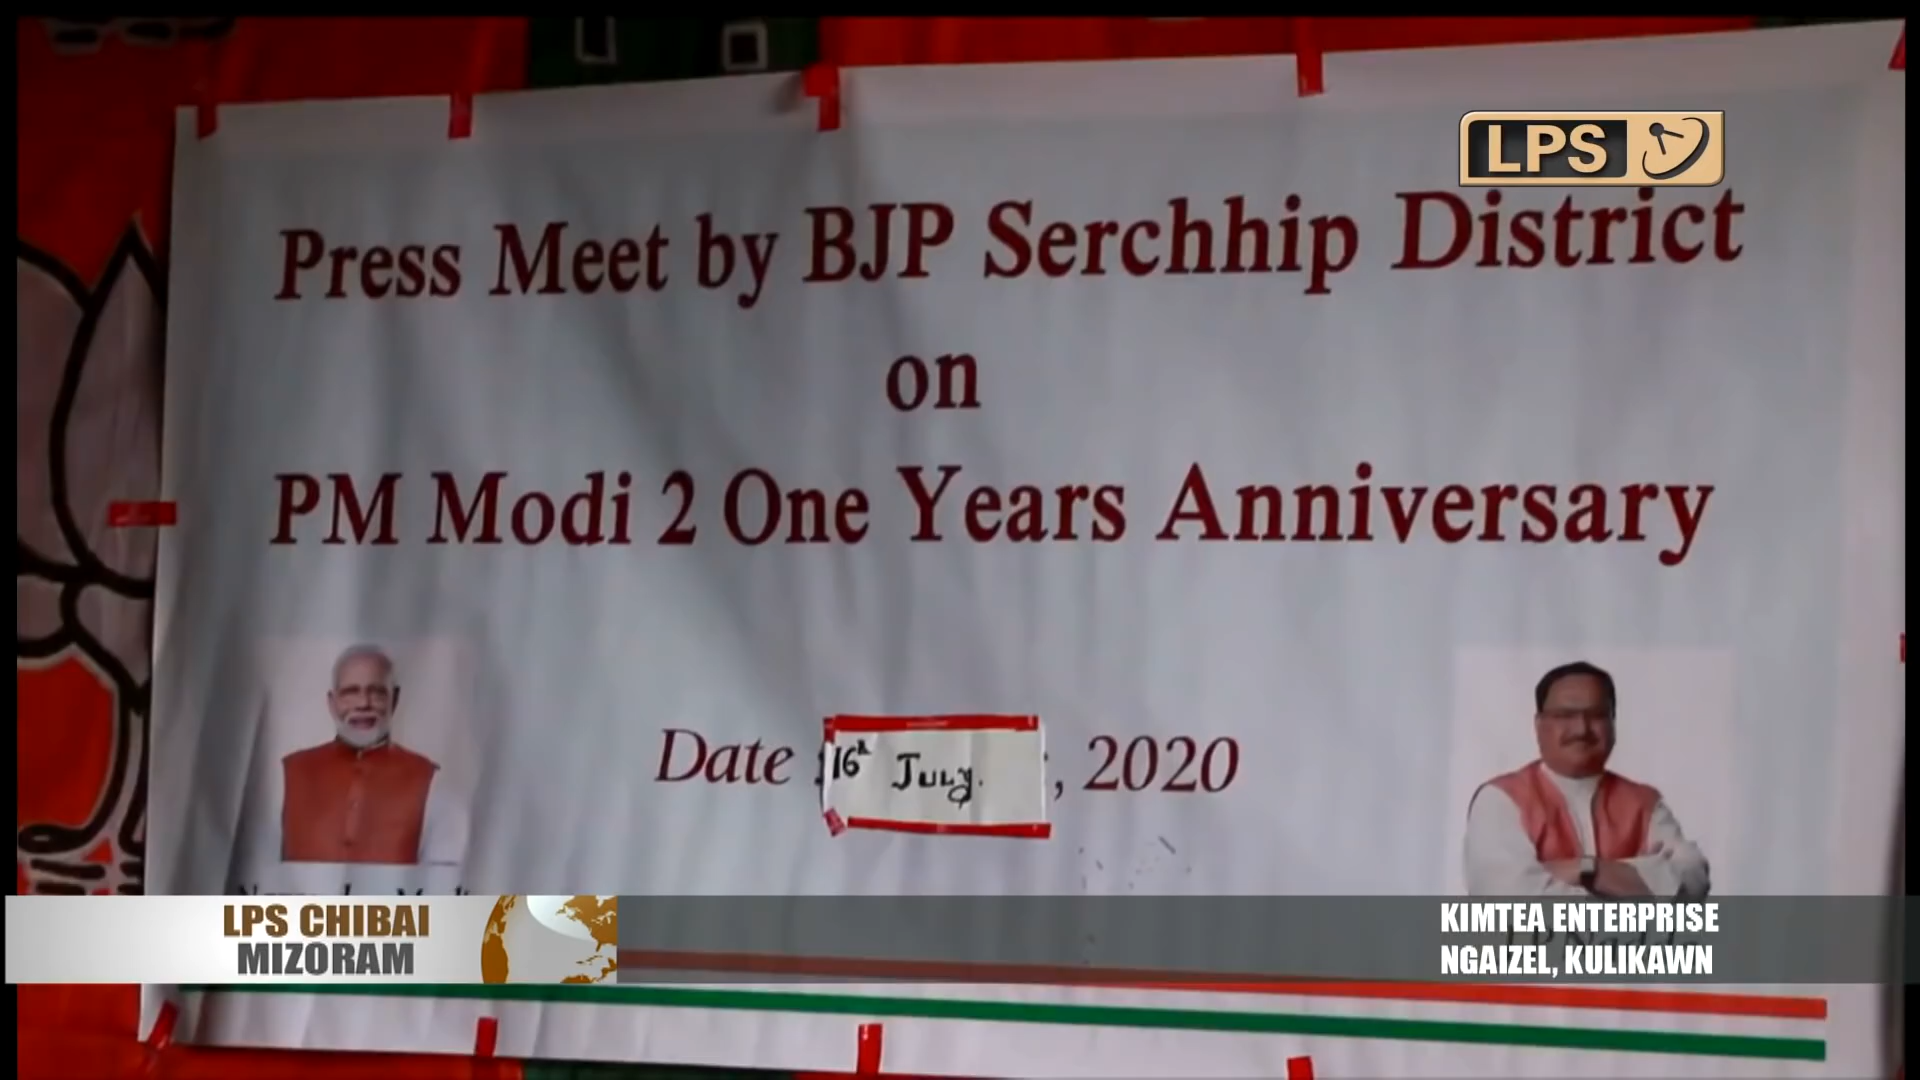 LPS
Press Meet by BJP Serchhip District
on
PM Modi 2 One Years Anniversary
Date : 16th July. , 2020
LPS CHIBAI
MIZORAM
KIMTEA ENTERPRISE
NGAIZEL, KULIKAWN